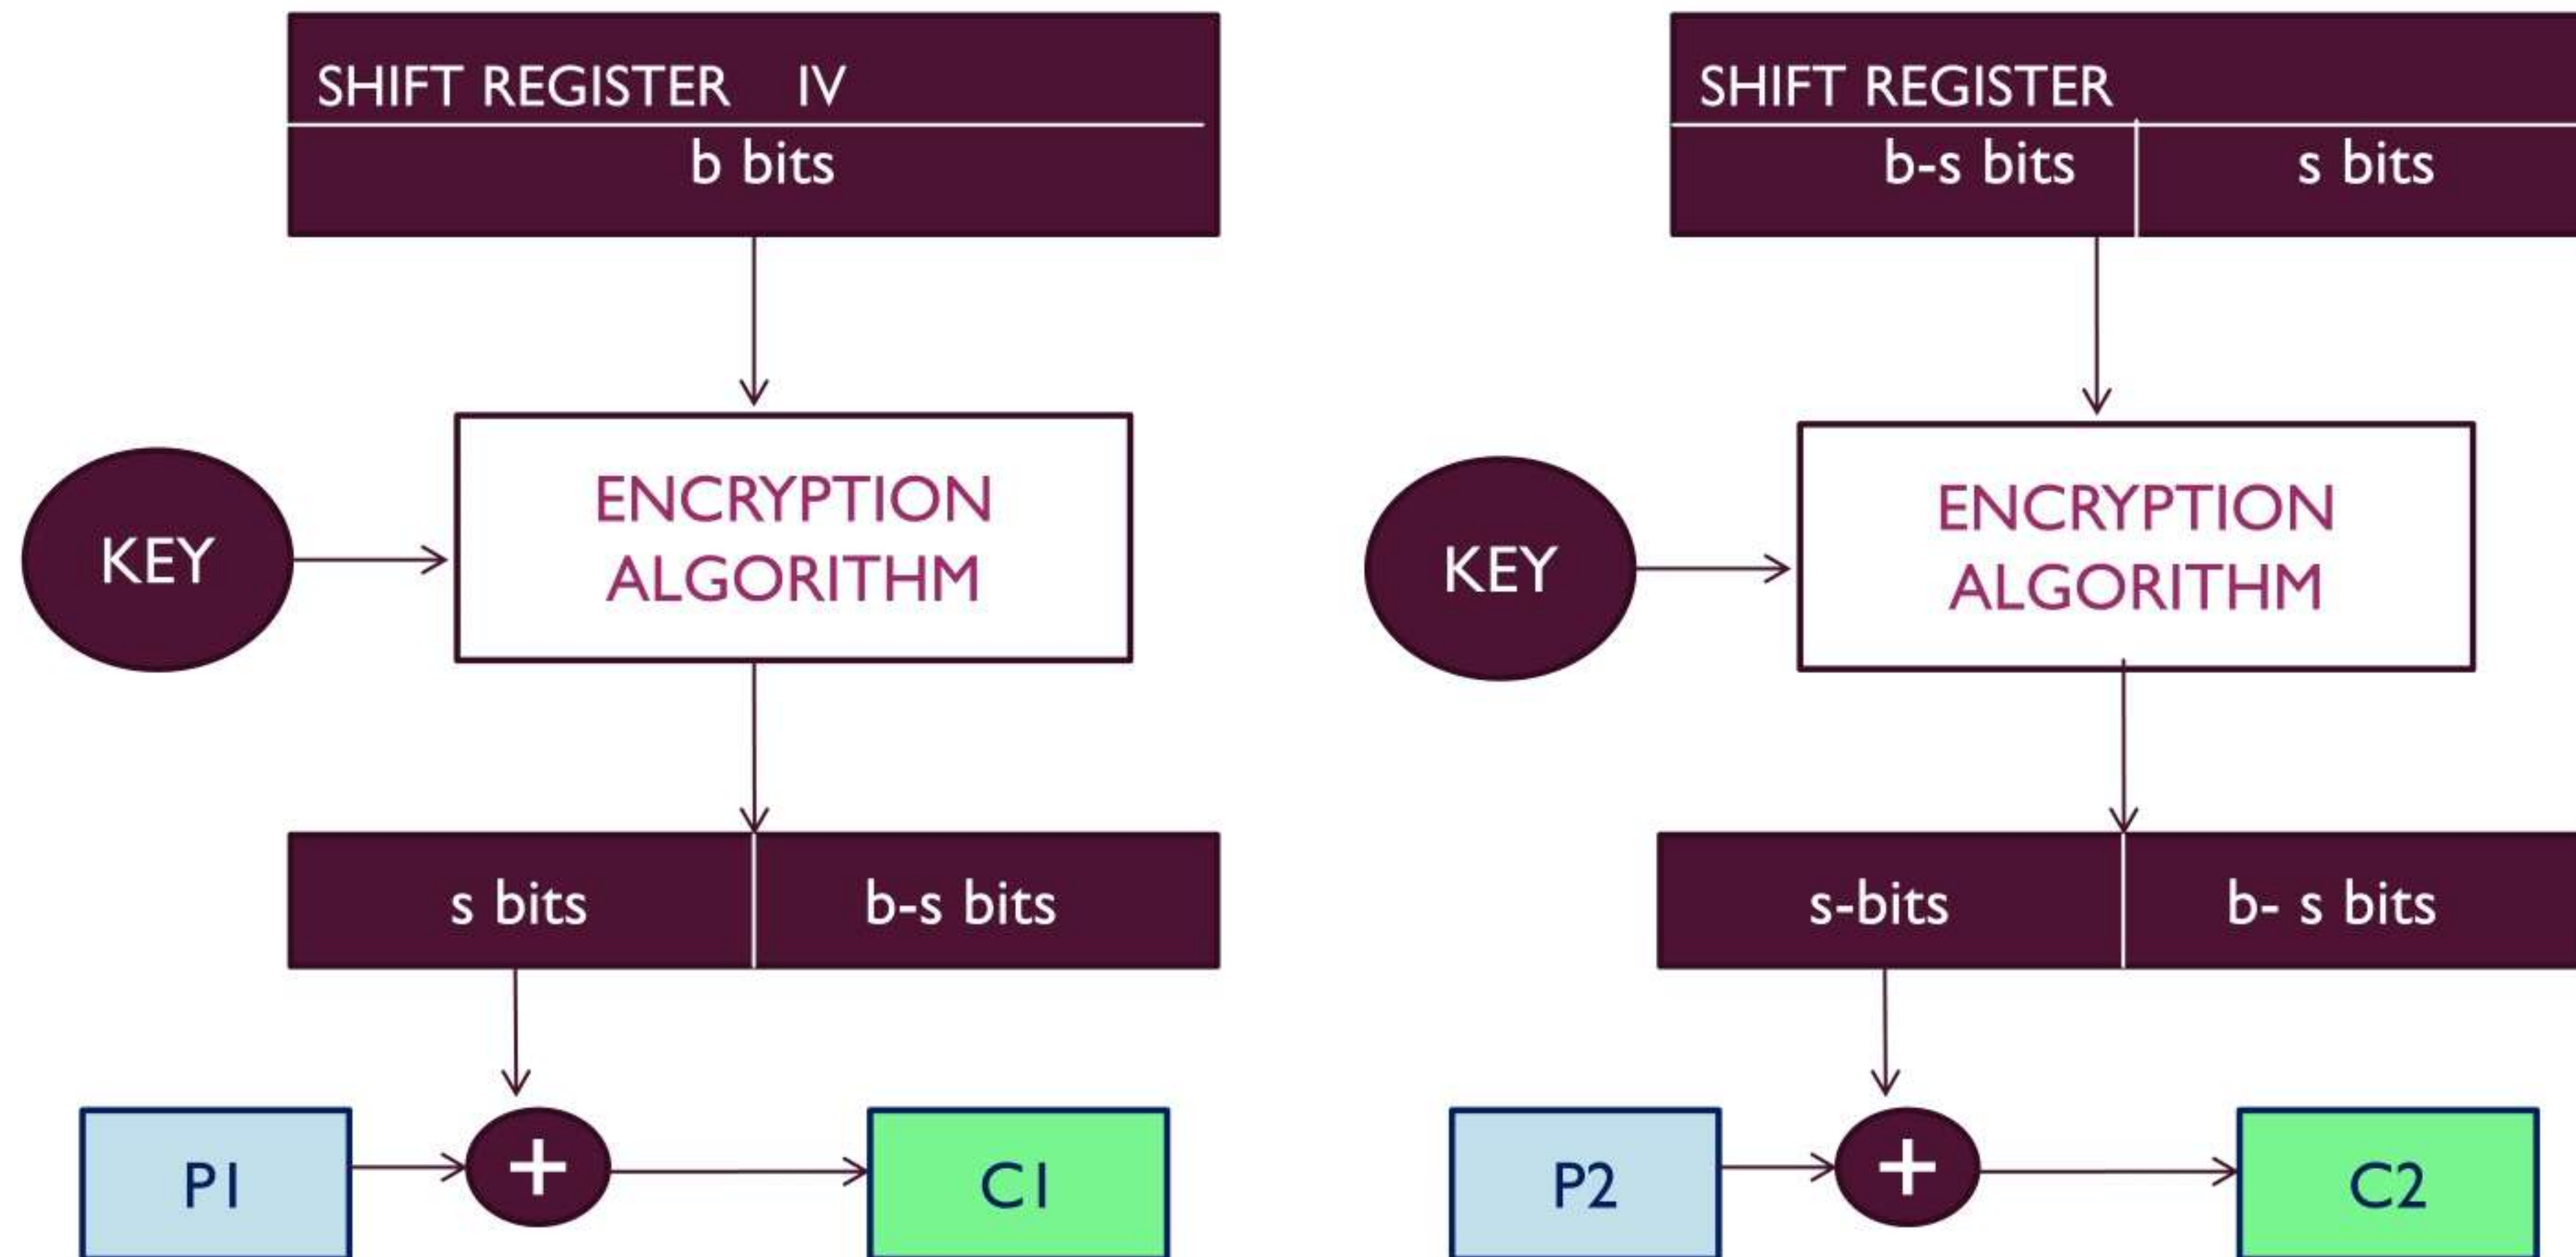 SHIFT REGISTER IV
b bits
KEY
ENCRYPTION
ALGORITHM
s bits
b-s bits
P1
+
C1
SHIFT REGISTER
b-s bits
s bits
KEY
ENCRYPTION
ALGORITHM
s-bits
b- s bits
P2
+
C2